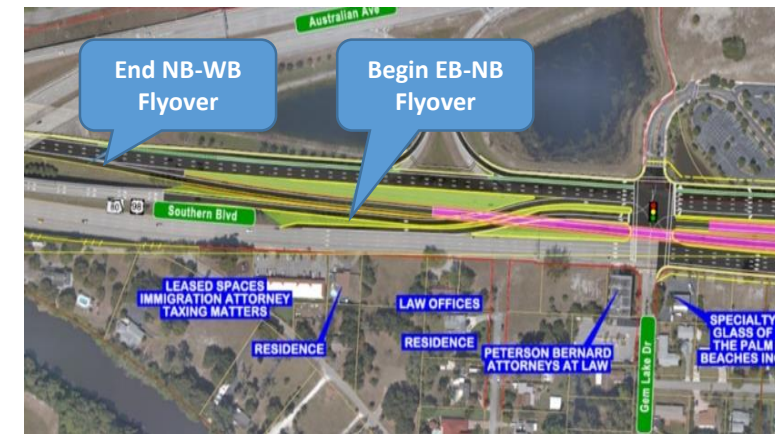 Australian Ave
End NB-WB
Flyover
Begin EB-NB
Flyover
80 98
Southern Blvd
LEASED SPACES
IMMIGRATION ATTORNEY
TAXING MATTERS
RESIDENCE
LAW OFFICES
RESIDENCE
PETERSON BERNARD
ATTORNEYS AT LAW
Gem Lake Dr
SPECIALTY
GLASS OF
THE PALM
BEACHES INC